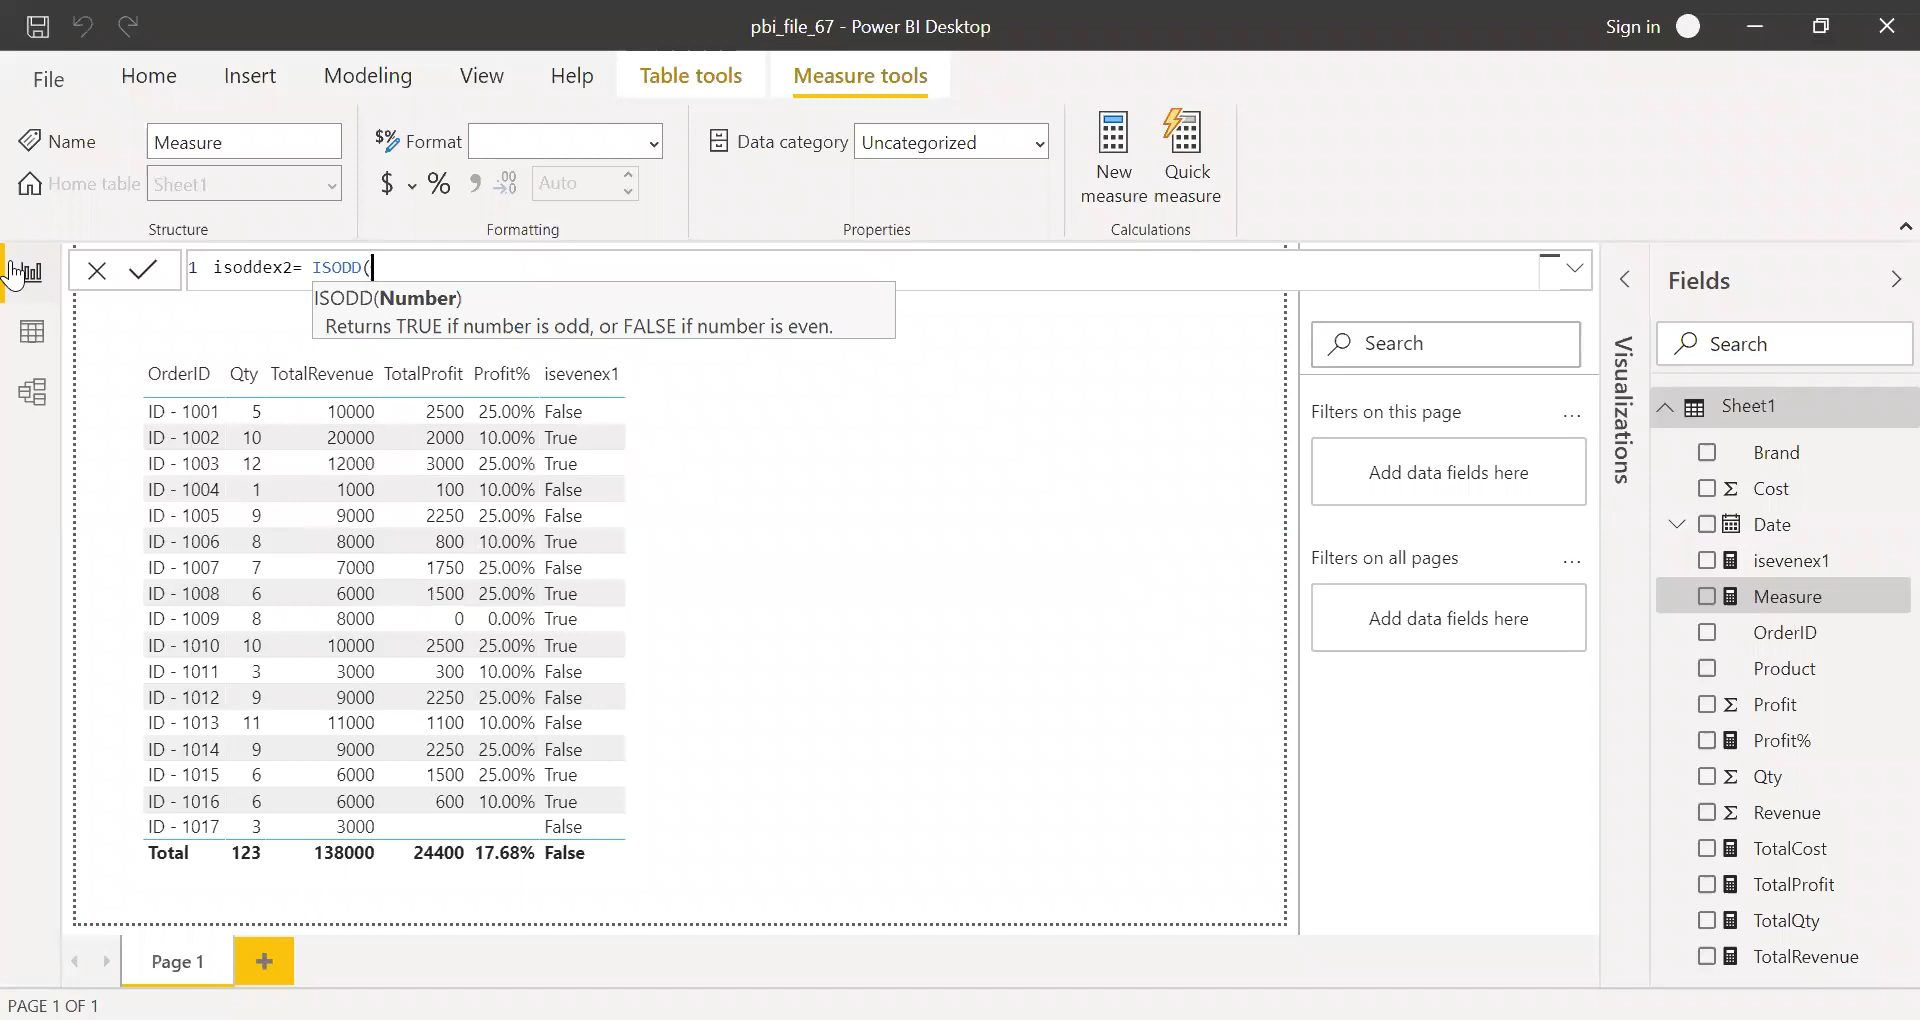 pbi_file_67 - Power BI Desktop
Sign in
File Home Insert Modeling View Help Table tools Measure tools
Name Measure
Home table Sheet1
Structure
$% Format
$ % 9 .00 Auto
Formatting
Data category Uncategorized
Properties
New measure
Quick measure
Calculations
1 isoddex2= ISODD(
ISODD(Number)
Returns TRUE if number is odd, or FALSE if number is even.
OrderID Qty TotalRevenue TotalProfit Profit% isevenex1
ID - 1001 5 10000 2500 25.00% False
ID - 1002 10 20000 2000 10.00% True
ID - 1003 12 12000 3000 25.00% True
ID - 1004 1 1000 100 10.00% False
ID - 1005 9 9000 2250 25.00% False
ID - 1006 8 8000 800 10.00% True
ID - 1007 7 7000 1750 25.00% False
ID - 1008 6 6000 1500 25.00% True
ID - 1009 8 8000 0 0.00% True
ID - 1010 10 10000 2500 25.00% True
ID - 1011 3 3000 300 10.00% False
ID - 1012 9 9000 2250 25.00% False
ID - 1013 11 11000 1100 10.00% False
ID - 1014 9 9000 2250 25.00% False
ID - 1015 6 6000 1500 25.00% True
ID - 1016 6 6000 600 10.00% True
ID - 1017 3 3000 False
Total 123 138000 24400 17.68% False
Search
Filters on this page ...
Add data fields here
Filters on all pages ...
Add data fields here
Visualizations
Fields
Search
Sheet1
Brand
Σ Cost
Date
isevenex1
Measure
OrderID
Product
Σ Profit
Profit%
Σ Qty
Σ Revenue
TotalCost
TotalProfit
TotalQty
TotalRevenue
Page 1 +
PAGE 1 OF 1